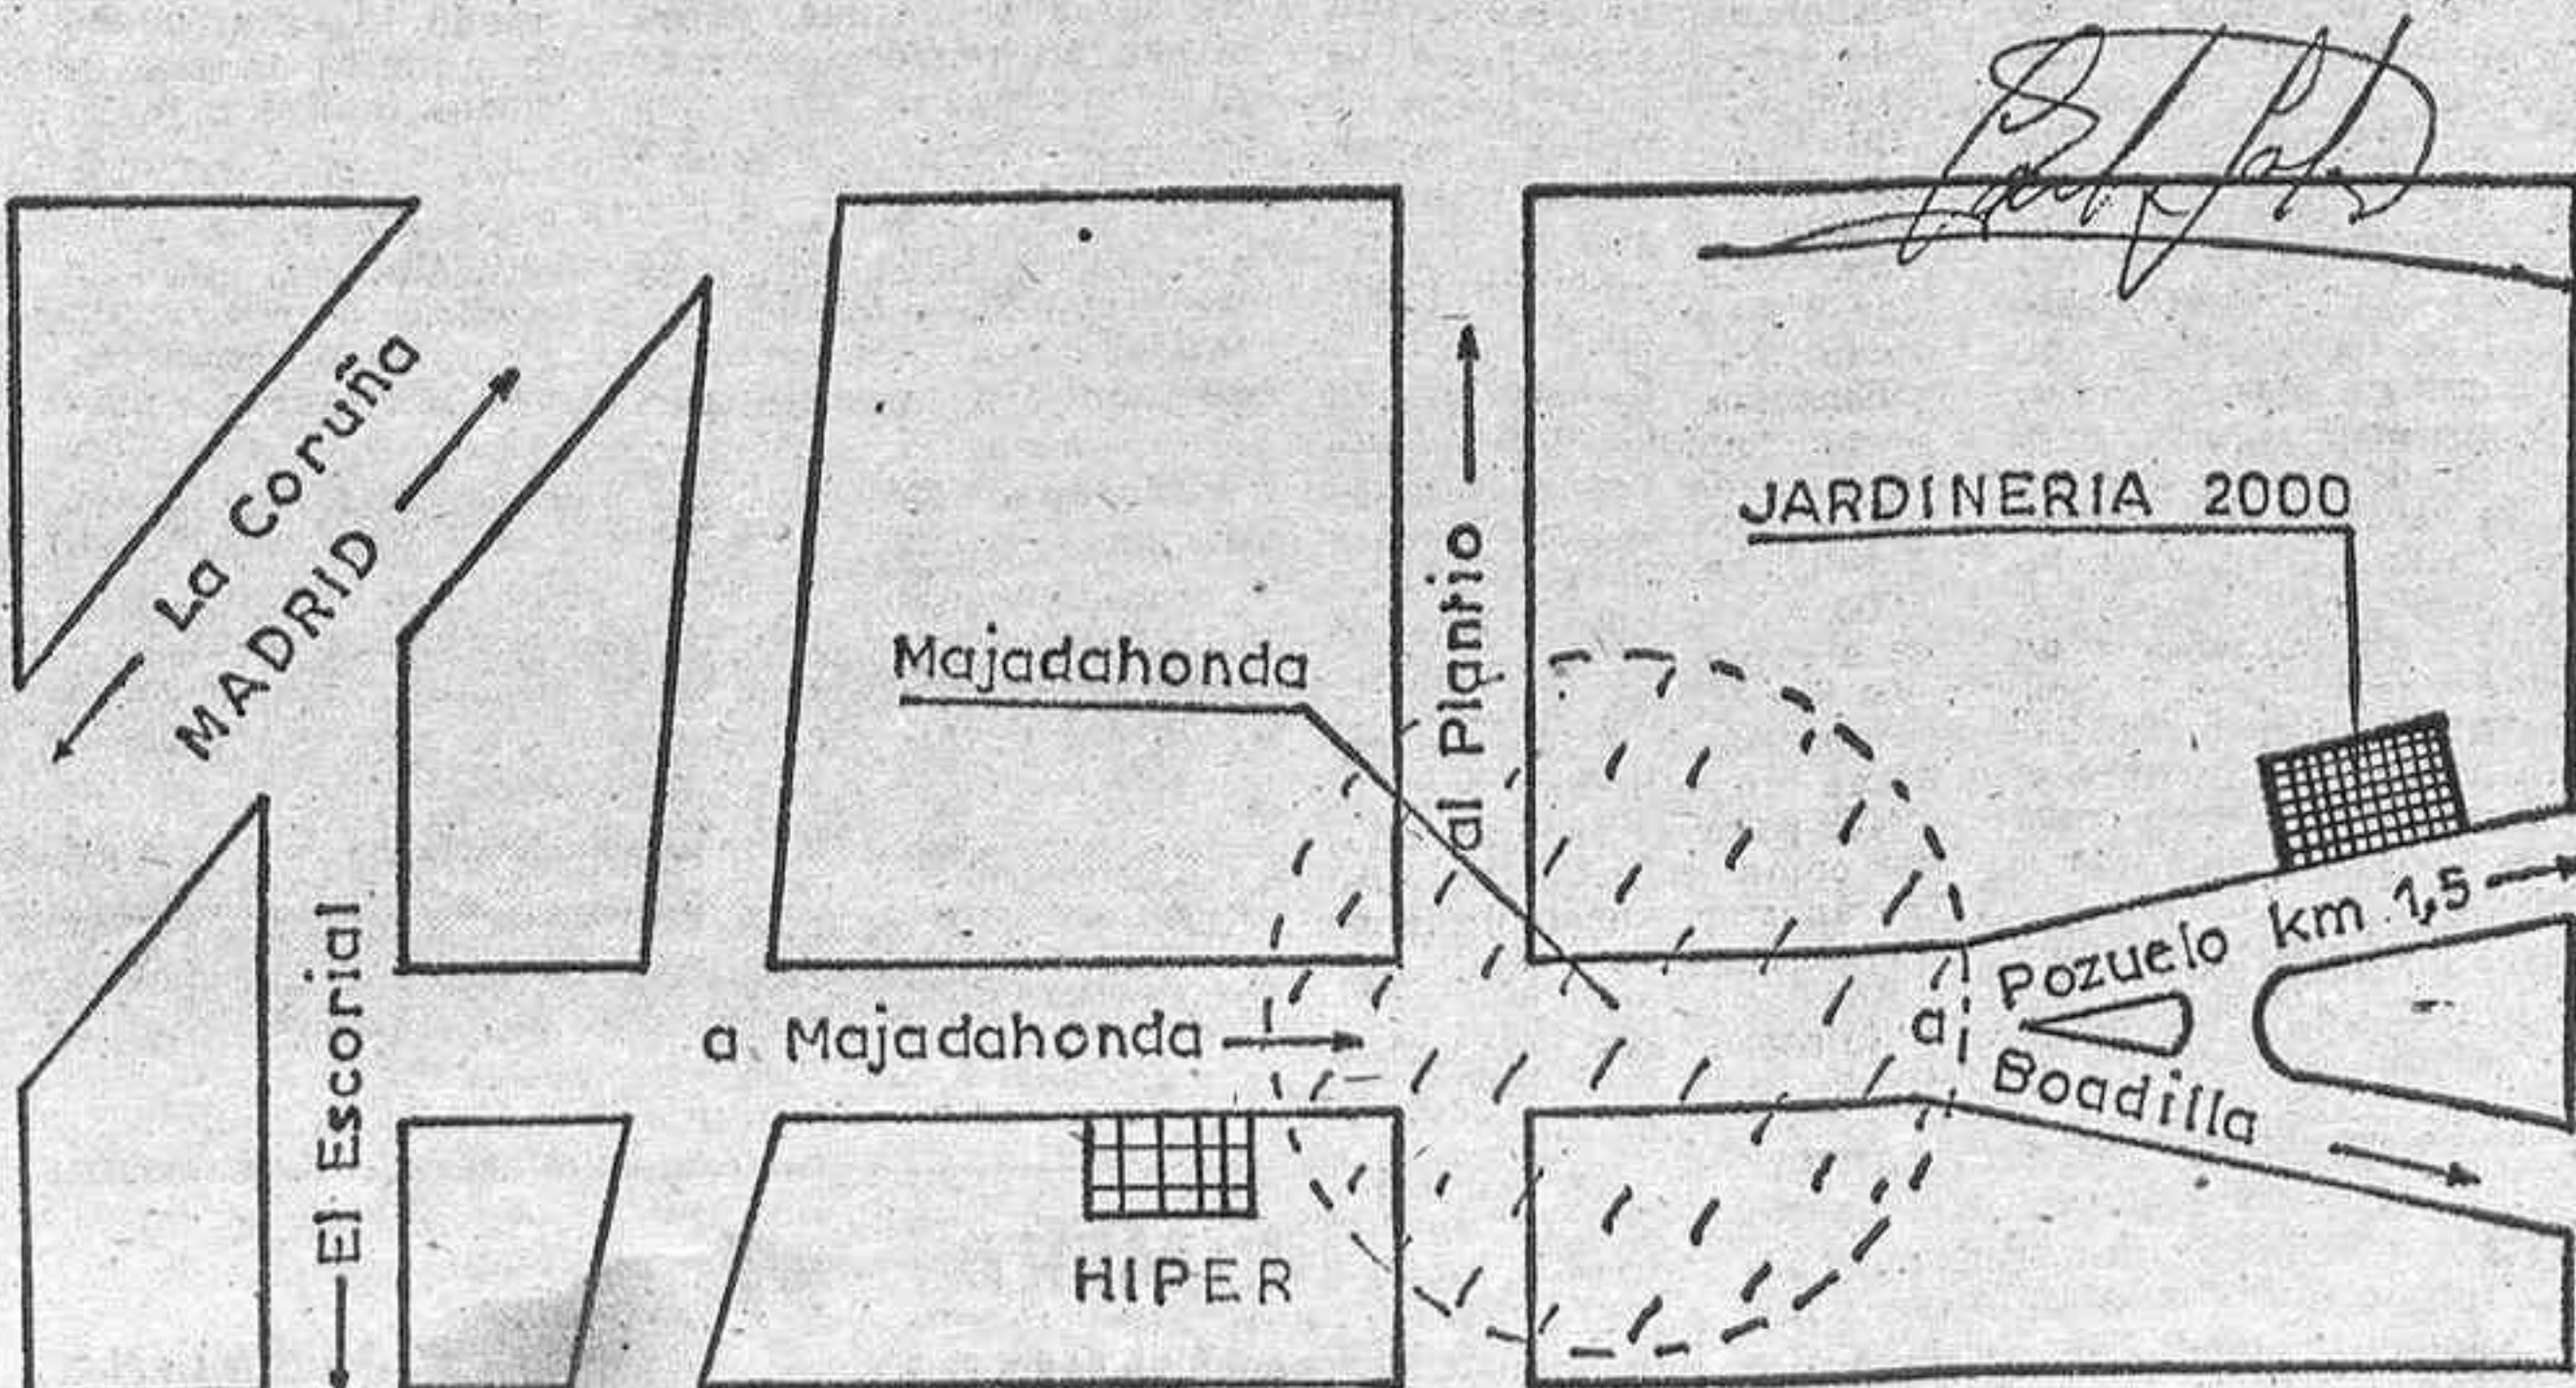 La Coruña
MADRID
El Escorial
Majadahonda
al Plantio
JARDINERIA 2000
a Majadahonda
a
Pozuelo km 1,5
Boadilla
HIPER